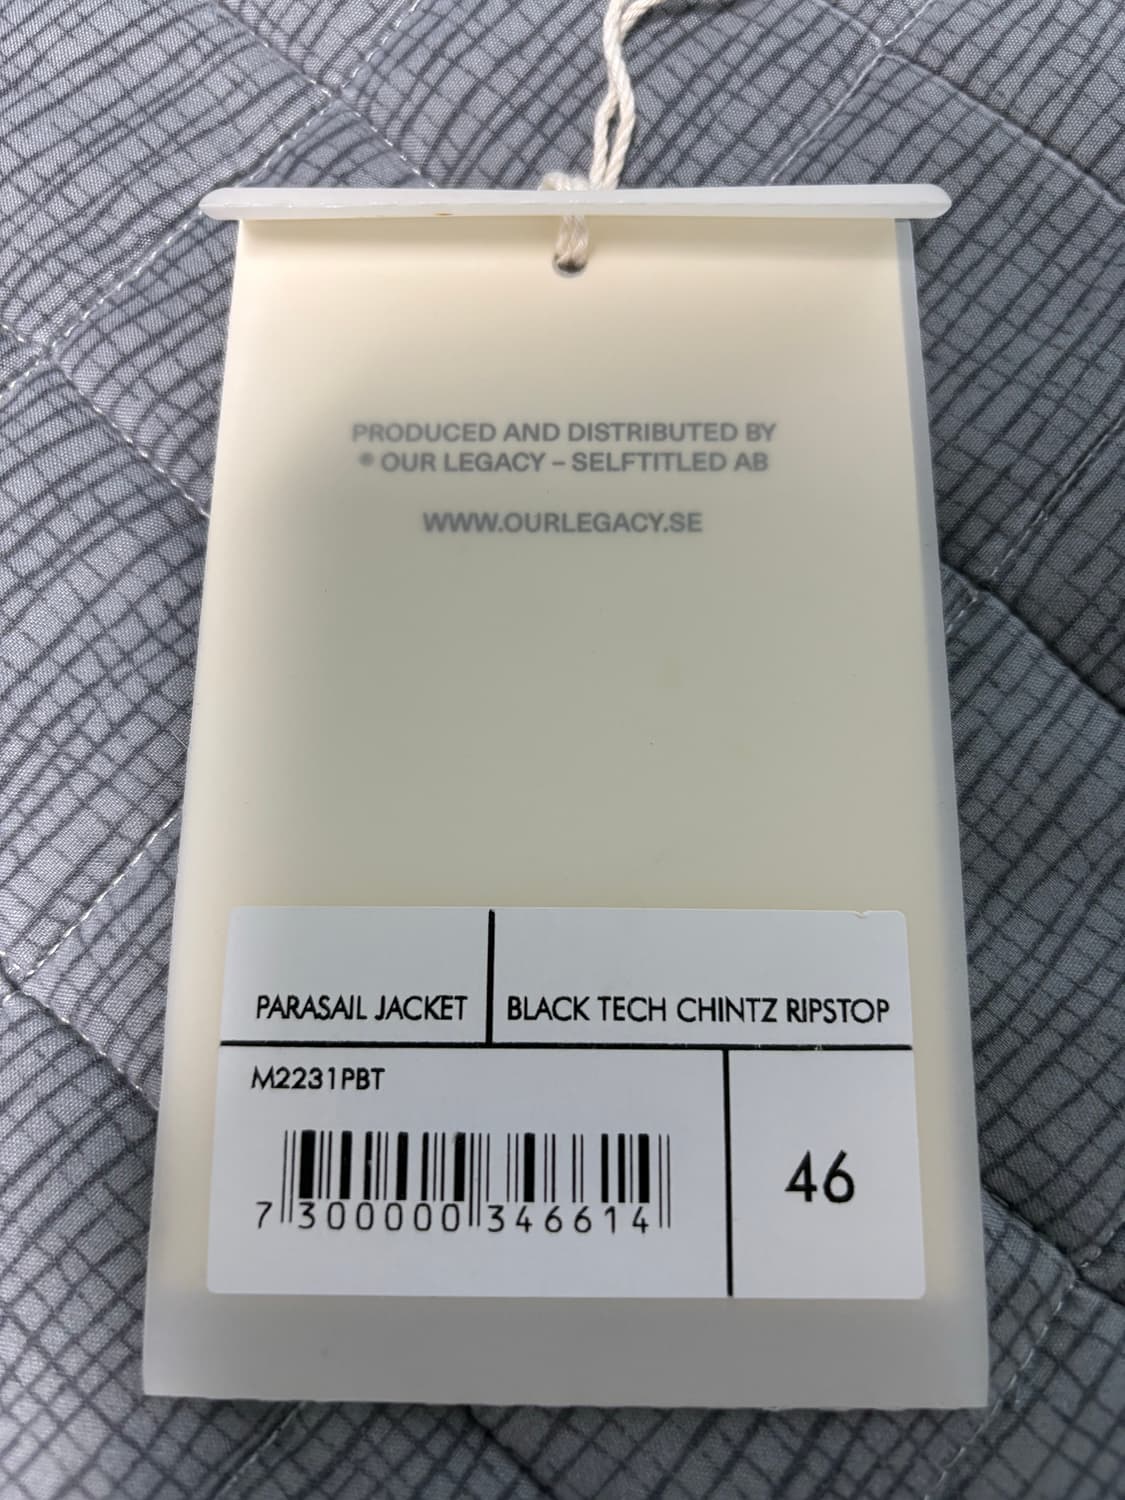 PRODUCED AND DISTRIBUTED BY
® OUR LEGACY – SELFTITLED AB
WWW.OURLEGACY.SE
PARASAIL JACKET
BLACK TECH CHINTZ RIPSTOP
M2231PBT
7 300000 346614
46